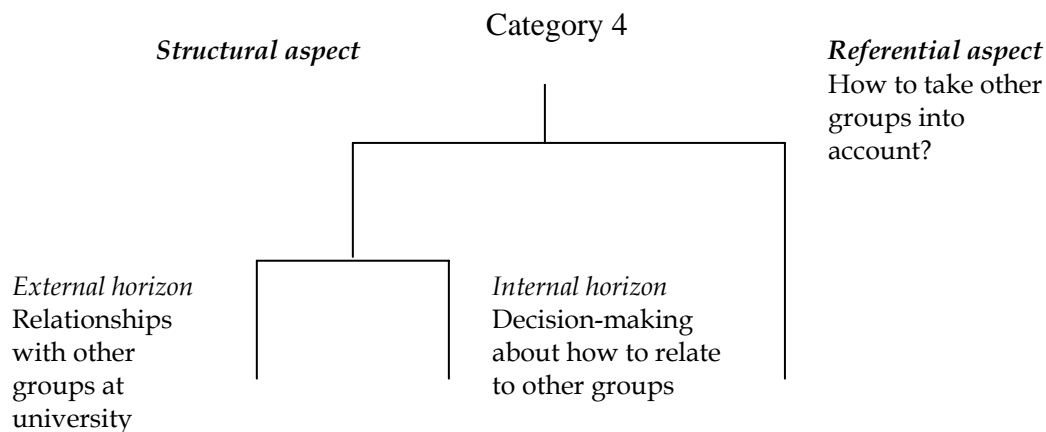 Category 4
Structural aspect
Referential aspect
How to take other
groups into
account?
External horizon
Relationships
with other
groups at
university
Internal horizon
Decision-making
about how to relate
to other groups